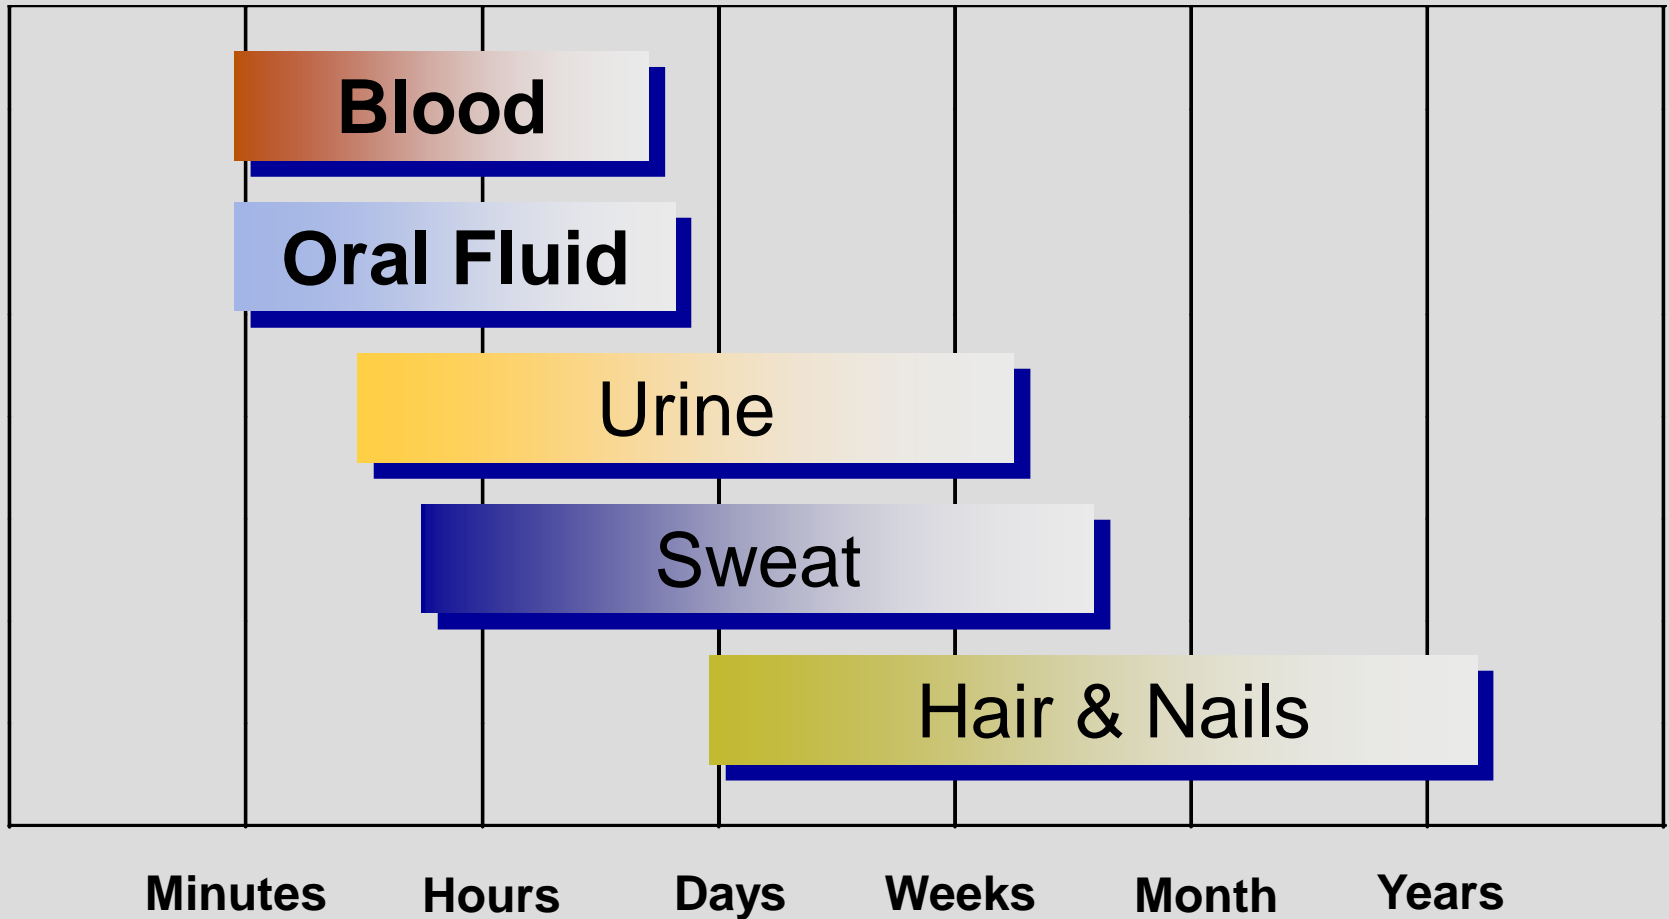 Blood
Oral Fluid
Urine
Sweat
Hair & Nails
Minutes Hours Days Weeks Month Years